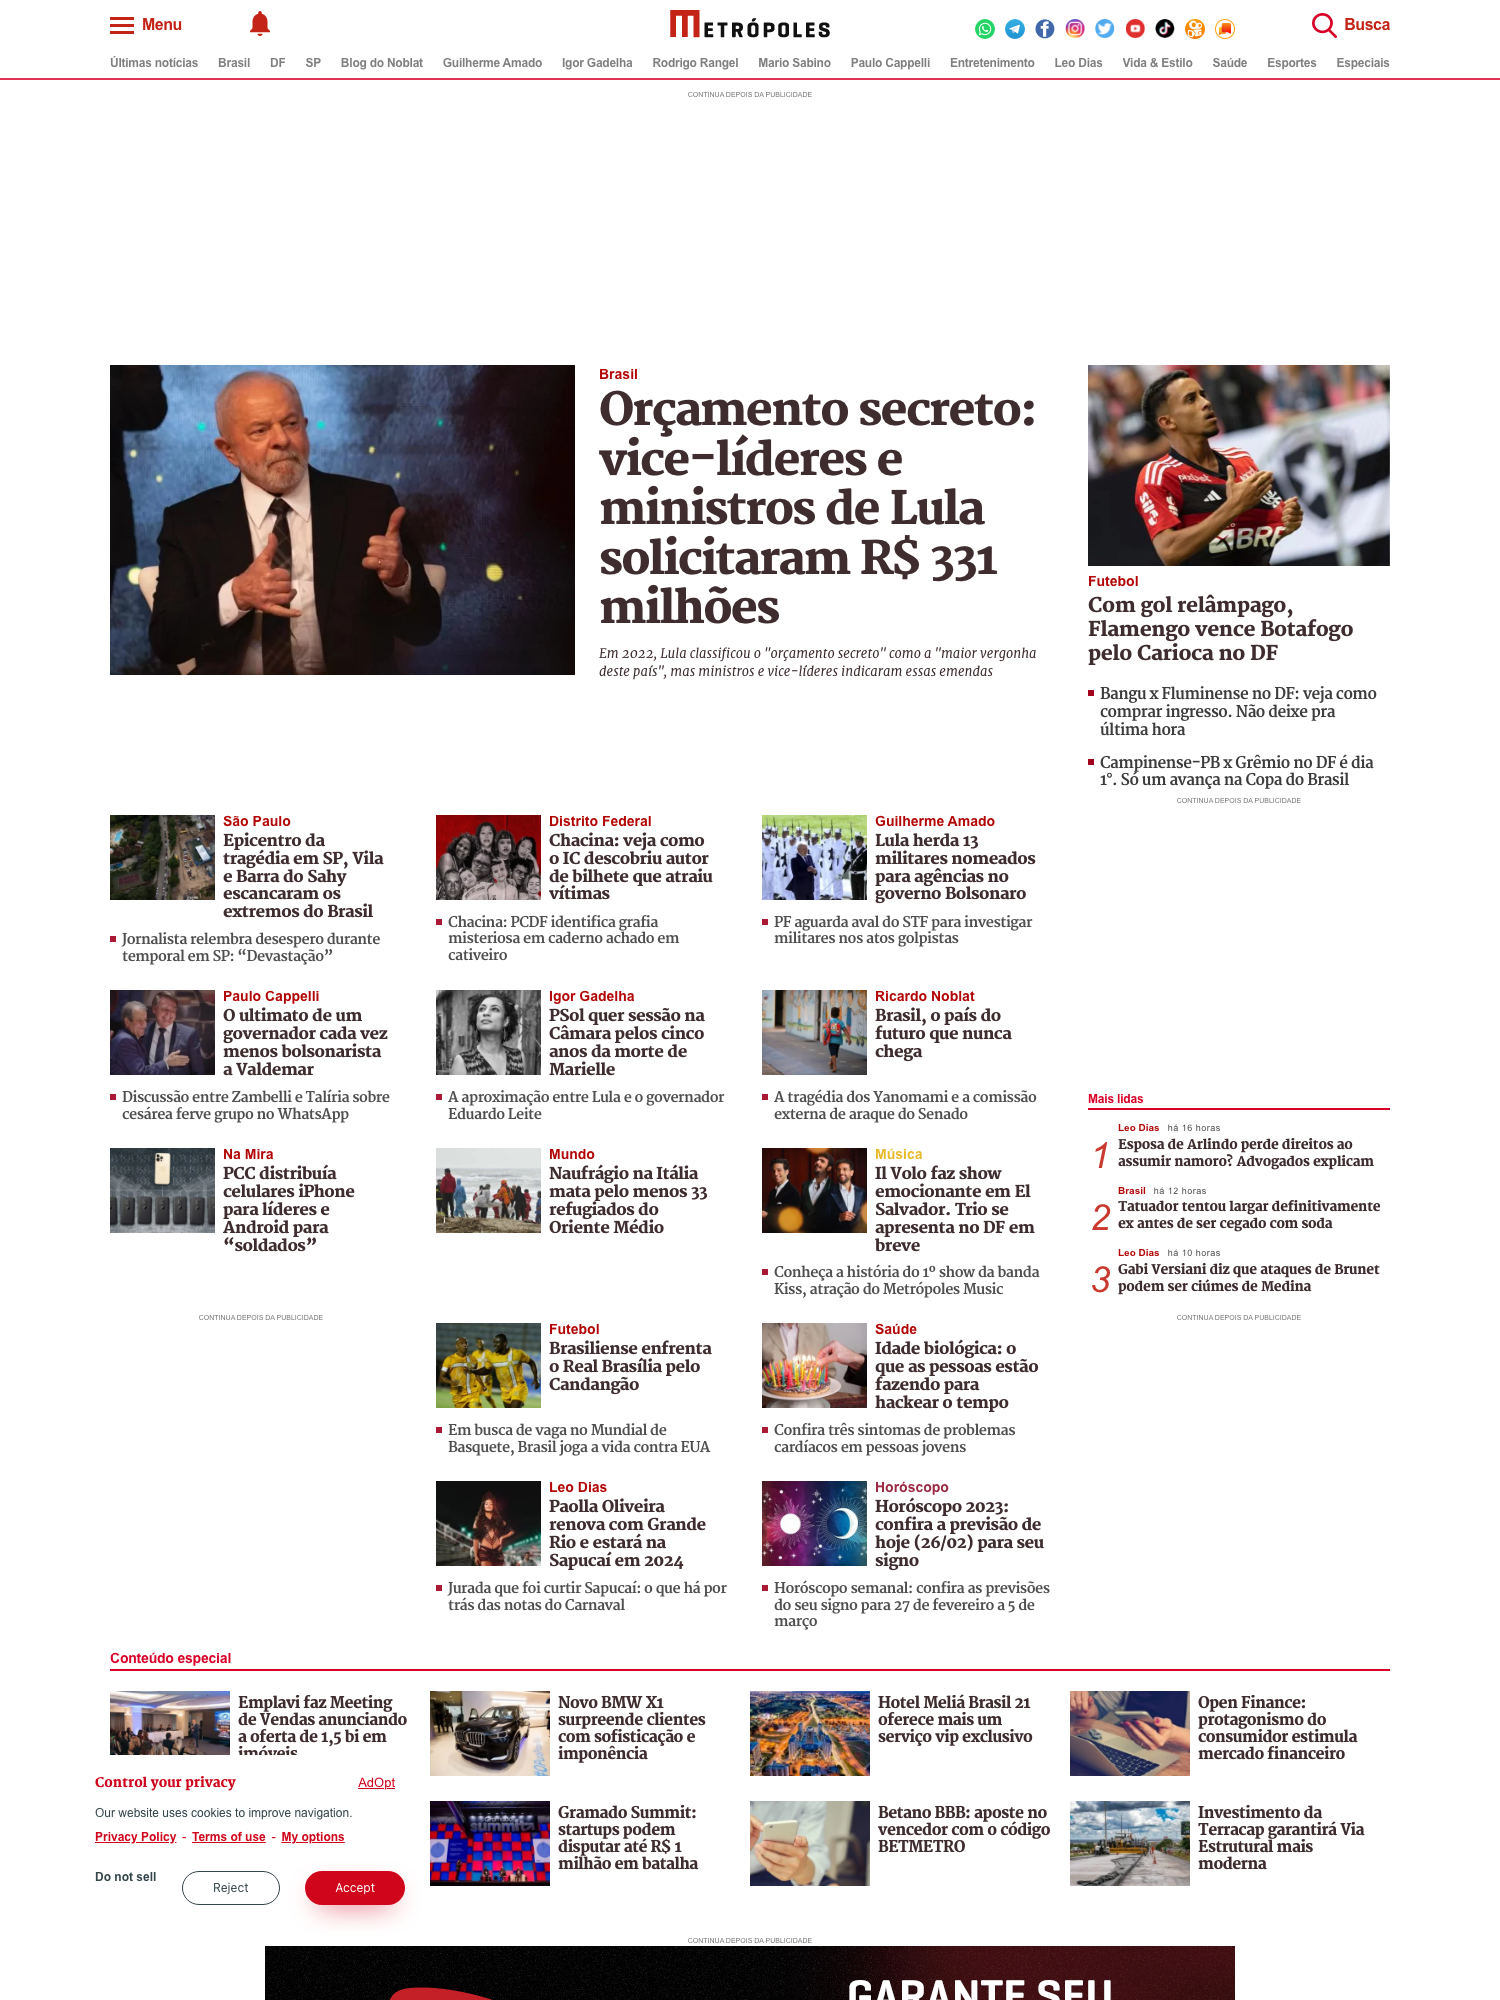 Menu
METRÓPOLES
Busca
Últimas notícias Brasil DF SP Blog do Noblat Guilherme Amado Igor Gadelha Rodrigo Rangel Mario Sabino Paulo Cappelli Entretenimento Leo Dias Vida & Estilo Saúde Esportes Especiais
CONTINUA DEPOIS DA PUBLICIDADE
Brasil
Orçamento secreto:
vice-líderes e
ministros de Lula
solicitaram R$ 331
milhões
Em 2022, Lula classificou o "orçamento secreto" como a "maior vergonha
deste país", mas ministros e vice-líderes indicaram essas emendas
Futebol
Com gol relâmpago,
Flamengo vence Botafogo
pelo Carioca no DF
Bangu x Fluminense no DF: veja como
comprar ingresso. Não deixe pra
última hora
Campinense-PB x Grêmio no DF é dia
1°. Só um avança na Copa do Brasil
CONTINUA DEPOIS DA PUBLICIDADE
São Paulo
Epicentro da
tragédia em SP, Vila
e Barra do Sahy
escancaram os
extremos do Brasil
Jornalista relembra desespero durante
temporal em SP: “Devastação”
Distrito Federal
Chacina: veja como
o IC descobriu autor
de bilhete que atraiu
vítimas
Chacina: PCDF identifica grafia
misteriosa em caderno achado em
cativeiro
Guilherme Amado
Lula herda 13
militares nomeados
para agências no
governo Bolsonaro
PF aguarda aval do STF para investigar
militares nos atos golpistas
Paulo Cappelli
O ultimato de um
governador cada vez
menos bolsonarista
a Valdemar
Discussão entre Zambelli e Talíria sobre
cesárea ferve grupo no WhatsApp
Igor Gadelha
PSol quer sessão na
Câmara pelos cinco
anos da morte de
Marielle
A aproximação entre Lula e o governador
Eduardo Leite
Ricardo Noblat
Brasil, o país do
futuro que nunca
chega
A tragédia dos Yanomami e a comissão
externa de araque do Senado
Mais lidas
Leo Dias há 16 horas
1 Esposa de Arlindo perde direitos ao
assumir namoro? Advogados explicam
Brasil há 12 horas
2 Tatuador tentou largar definitivamente
ex antes de ser cegado com soda
Leo Dias há 10 horas
3 Gabi Versiani diz que ataques de Brunet
podem ser ciúmes de Medina
CONTINUA DEPOIS DA PUBLICIDADE
Na Mira
PCC distribuía
celulares iPhone
para líderes e
Android para
“soldados”
Mundo
Naufrágio na Itália
mata pelo menos 33
refugiados do
Oriente Médio
Música
Il Volo faz show
emocionante em El
Salvador. Trio se
apresenta no DF em
breve
Conheça a história do 1º show da banda
Kiss, atração do Metrópoles Music
CONTINUA DEPOIS DA PUBLICIDADE
Futebol
Brasiliense enfrenta
o Real Brasília pelo
Candangão
Em busca de vaga no Mundial de
Basquete, Brasil joga a vida contra EUA
Saúde
Idade biológica: o
que as pessoas estão
fazendo para
hackear o tempo
Confira três sintomas de problemas
cardíacos em pessoas jovens
Leo Dias
Paolla Oliveira
renova com Grande
Rio e estará na
Sapucaí em 2024
Jurada que foi curtir Sapucaí: o que há por
trás das notas do Carnaval
Horóscopo
Horóscopo 2023:
confira a previsão de
hoje (26/02) para seu
signo
Horóscopo semanal: confira as previsões
do seu signo para 27 de fevereiro a 5 de
março
Conteúdo especial
Emplavi faz Meeting
de Vendas anunciando
a oferta de 1,5 bi em
imóveis
Novo BMW X1
surpreende clientes
com sofisticação e
imponência
Hotel Meliá Brasil 21
oferece mais um
serviço vip exclusivo
Open Finance:
protagonismo do
consumidor estimula
mercado financeiro
Gramado Summit:
startups podem
disputar até R$ 1
milhão em batalha
Betano BBB: aposte no
vencedor com o código
BETMETRO
Investimento da
Terracap garantirá Via
Estrutural mais
moderna
Control your privacy
AdOpt
Our website uses cookies to improve navigation.
Privacy Policy - Terms of use - My options
Do not sell
Reject
Accept
CONTINUA DEPOIS DA PUBLICIDADE
GARANTE SEU